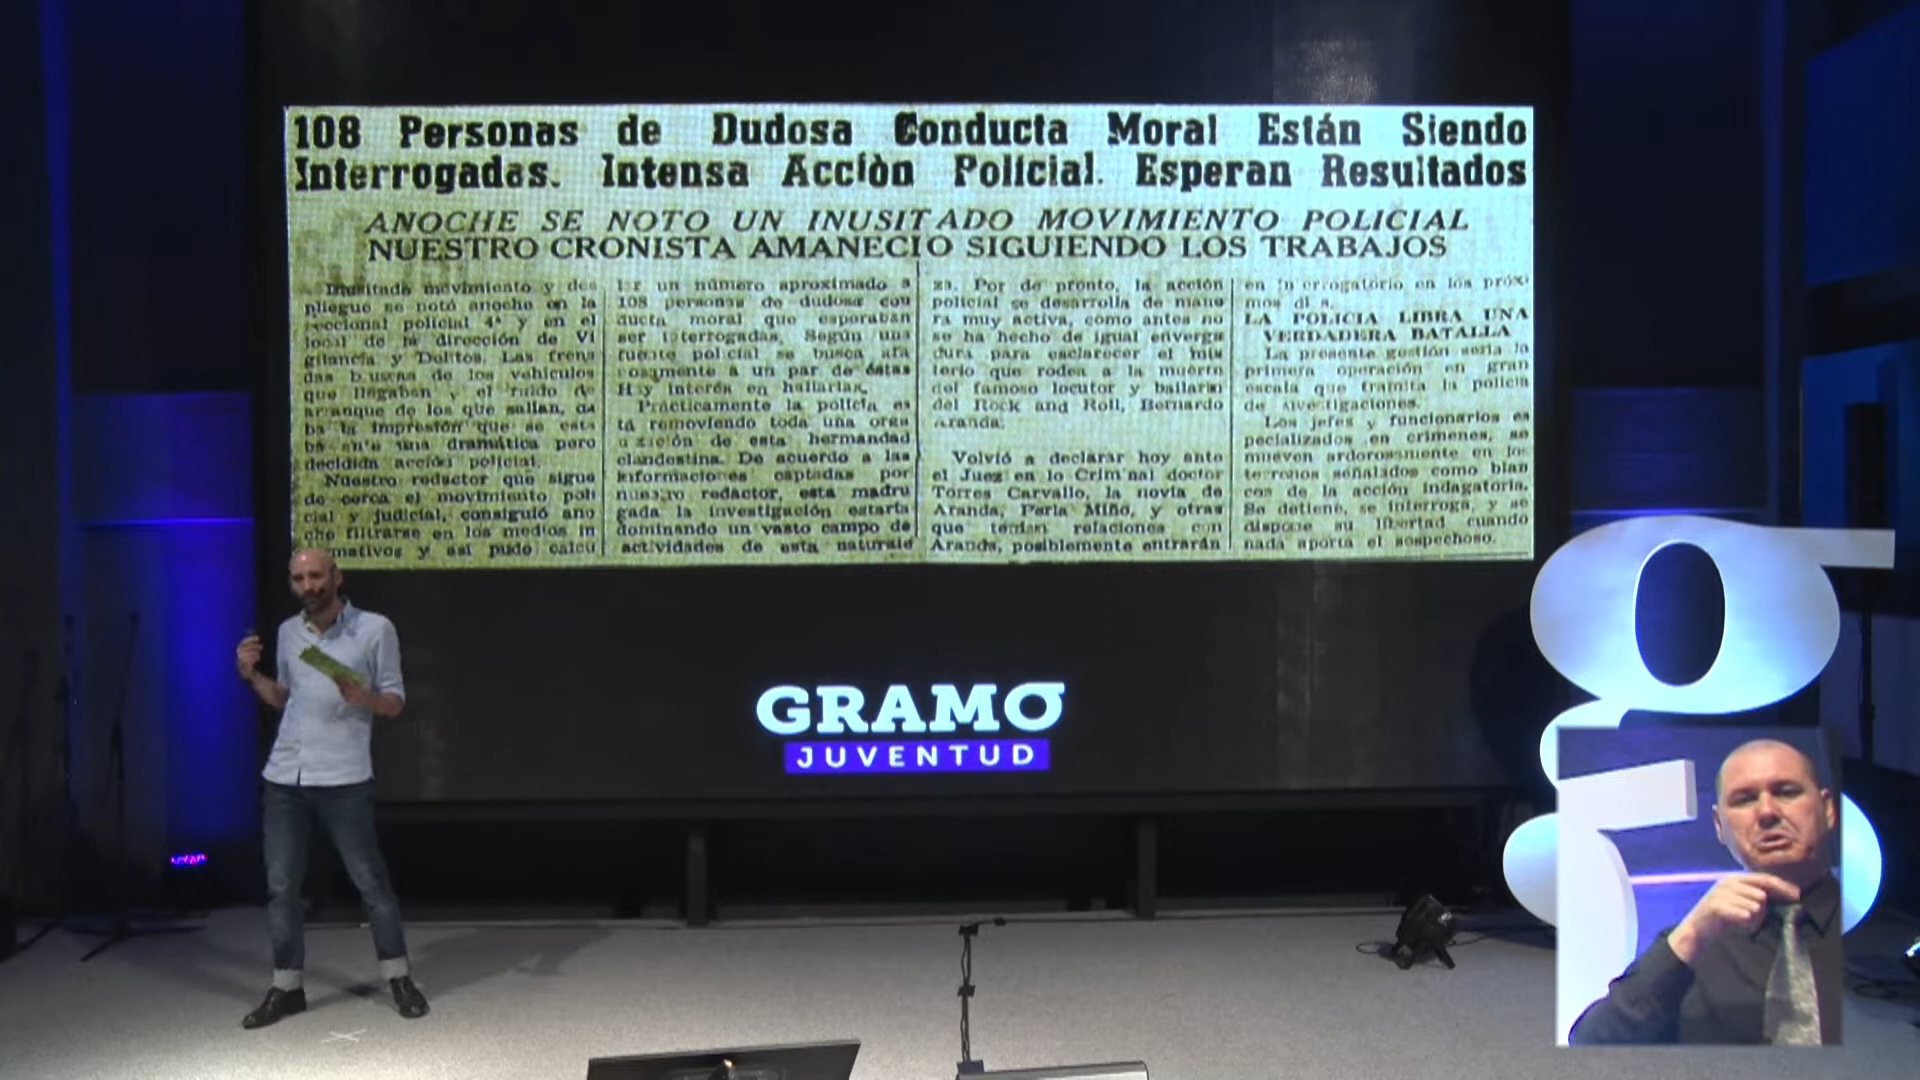 108 Personas de Dudosa Conducta Moral Están Siendo
Interrogadas. Intensa Acciòn Policial. Esperan Resultados
ANOCHE SE NOTO UN INUSITADO MOVIMIENTO POLICIAL
NUESTRO CRONISTA AMANECIO SIGUIENDO LOS TRABAJOS
Inusitado movimiento y des
pliegue se notó anoche en la
seccional policial 4ª y en el
local de la dirección de Vi
gilancia y Delitos. Las frena
das buscas de los vehículos
que llegaban y el ruido de
arranque de los que salían, da
ba la impresión que se esta
ba ante una dramática pero
decidida acción policial.
Nuestro redactor que sigue
de cerca el movimiento poli
cial y judicial, consiguió ano
che filtrarse en los medios in
rmativos y así pudo calcu
lar un número aproximado a
108 personas de dudosa con
ducta moral que esperaban
ser interrogadas. Según una
fuente policial se busca afa
nosamente a un par de éstas
Hay interés en hallarlas.
Prácticamente la policía es
tá removiendo toda una orga
nización de esta hermandad
clandestina. De acuerdo a las
informaciones captadas por
nuestro redactor, esta madru
gada la investigación estaría
dominando un vasto campo de
actividades de esta naturale
za. Por de pronto, la acción
policial se desarrolla de mane
ra muy activa, como antes no
se ha hecho de igual enverga
dura para esclarecer el mis
terio que rodea a la muerte
del famoso locutor y bailarín
del Rock and Roll, Bernardo
Aranda.
Volvió a declarar hoy ante
el Juez en lo Criminal doctor
Torres Carvallo, la novia de
Aranda, Perla Miño, y otras
que tenían relaciones con
Aranda, posiblemente entrarán
en interrogatorio en los próxi
mos días.
LA POLICIA LIBRA UNA
VERDADERA BATALLA
La presente gestión sería la
primera operación en gran
escala que tramita la policía
de investigaciones.
Los jefes y funcionarios es
pecializados en crímenes, se
mueven ardorosamente en los
terrenos señalados como blan
cos de la acción indagatoria.
Se detiene, se interroga, y se
dispone su libertad cuando
nada aporta el sospechoso.
GRAMO
JUVENTUD
g